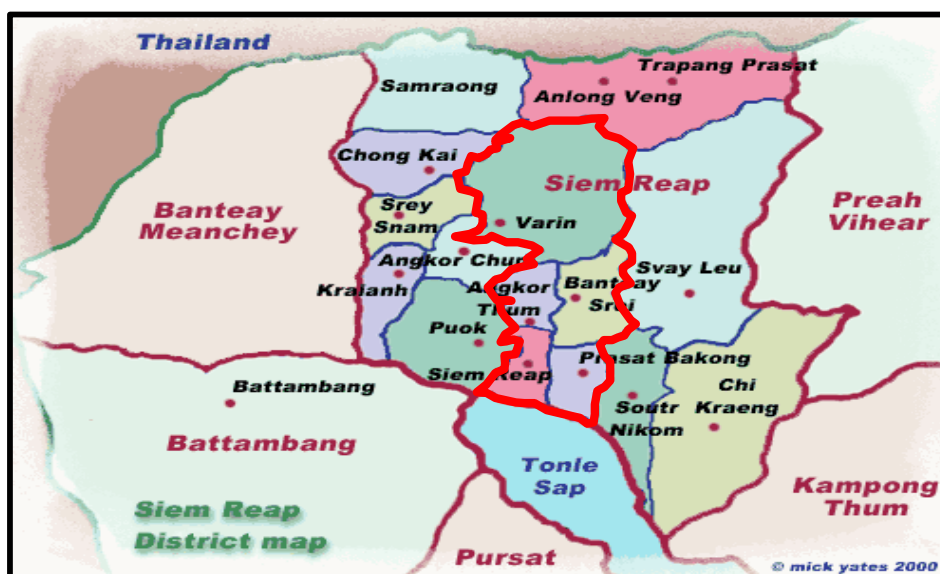 Thailand
Trapang Prasat
Samraong
Anlong Veng
Chong Kai
Siem Reap
Banteay
Meanchey
Srey
Snam
Varin
Preah
Vihear
Angkor Chum
Kralanh
Angkor
Thum
Banteay
Srei
Svay Leu
Puok
Siem Reap
Prasat Bakong
Battambang
Chi
Kraeng
Soutr
Nikom
Battambang
Tonle
Sap
Kampong
Thum
Siem Reap
District map
Pursat
© mick yates 2000